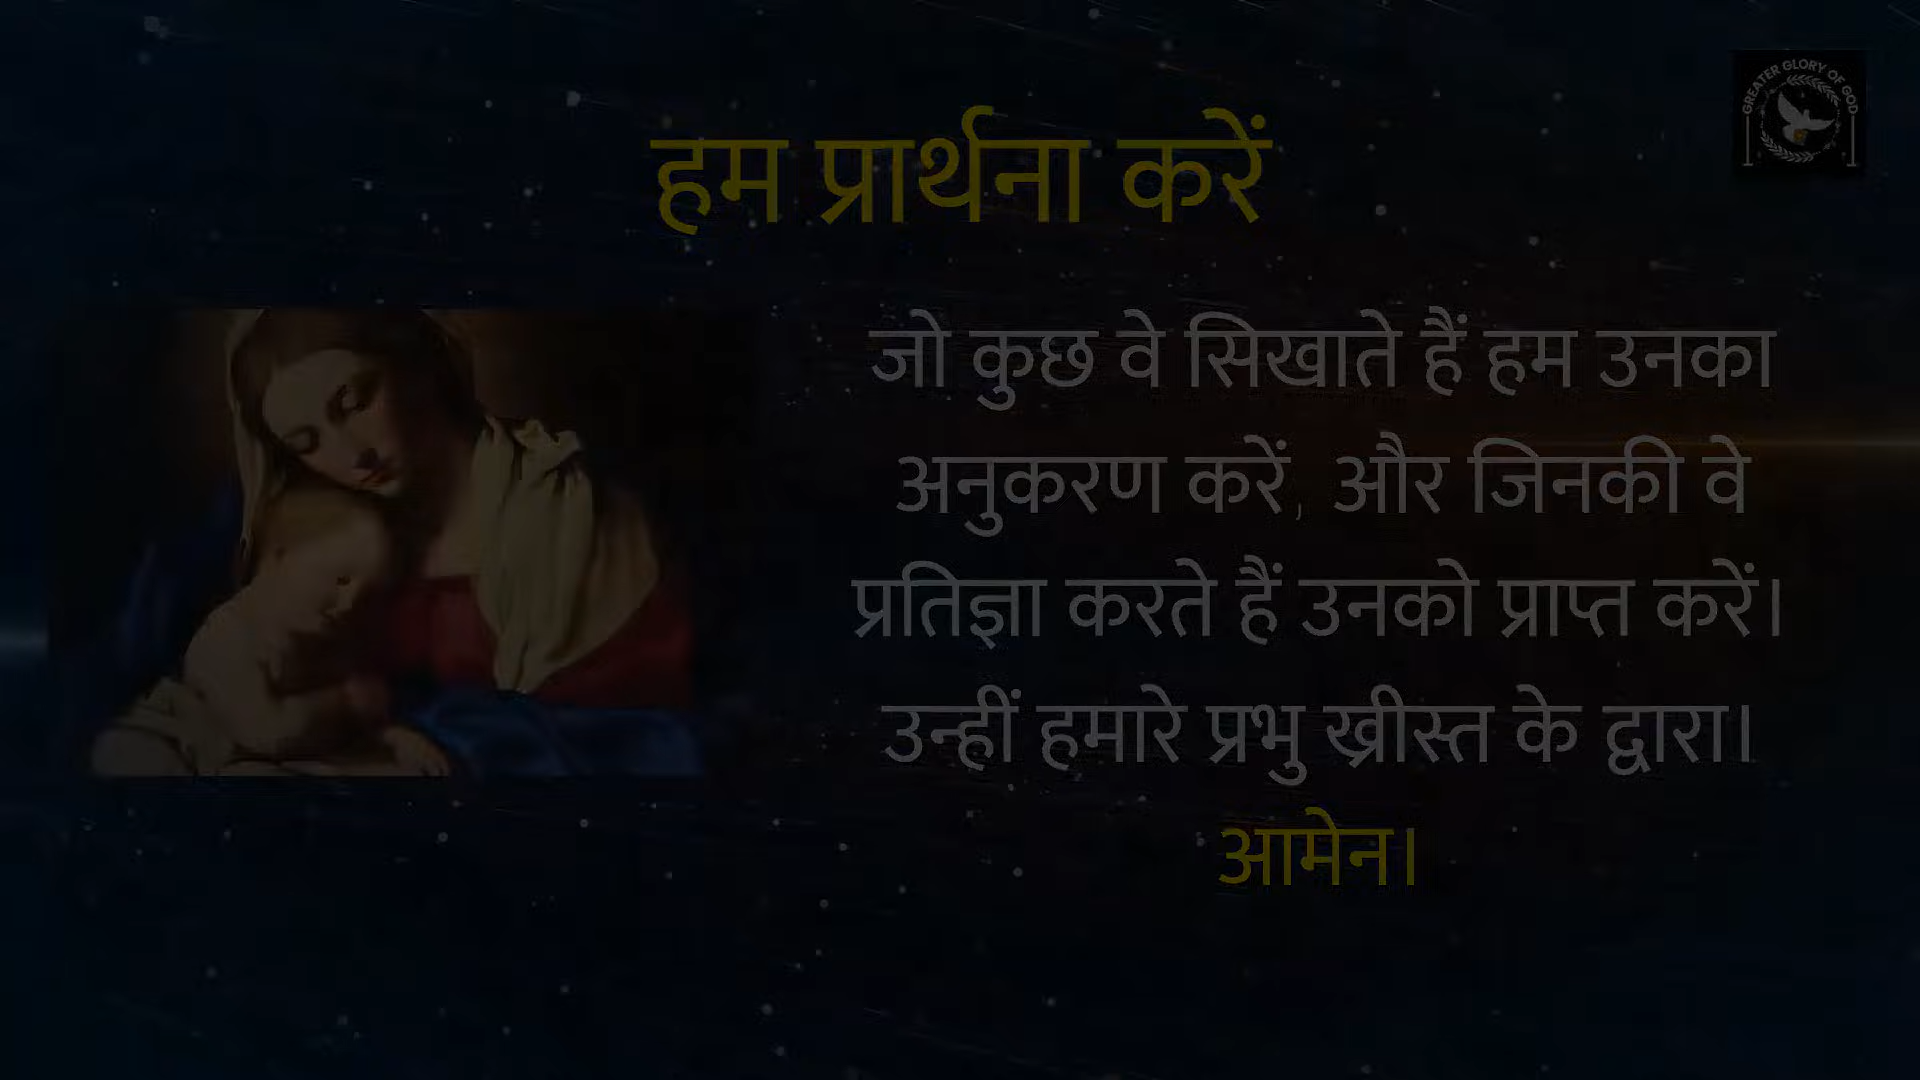 GREATER GLORY OF GOD
हम प्रार्थना करें
जो कुछ वे सिखाते हैं हम उनका
अनुकरण करें, और जिनकी वे
प्रतिज्ञा करते हैं उनको प्राप्त करें।
उन्हीं हमारे प्रभु ख्रीस्त के द्वारा।
आमेन।